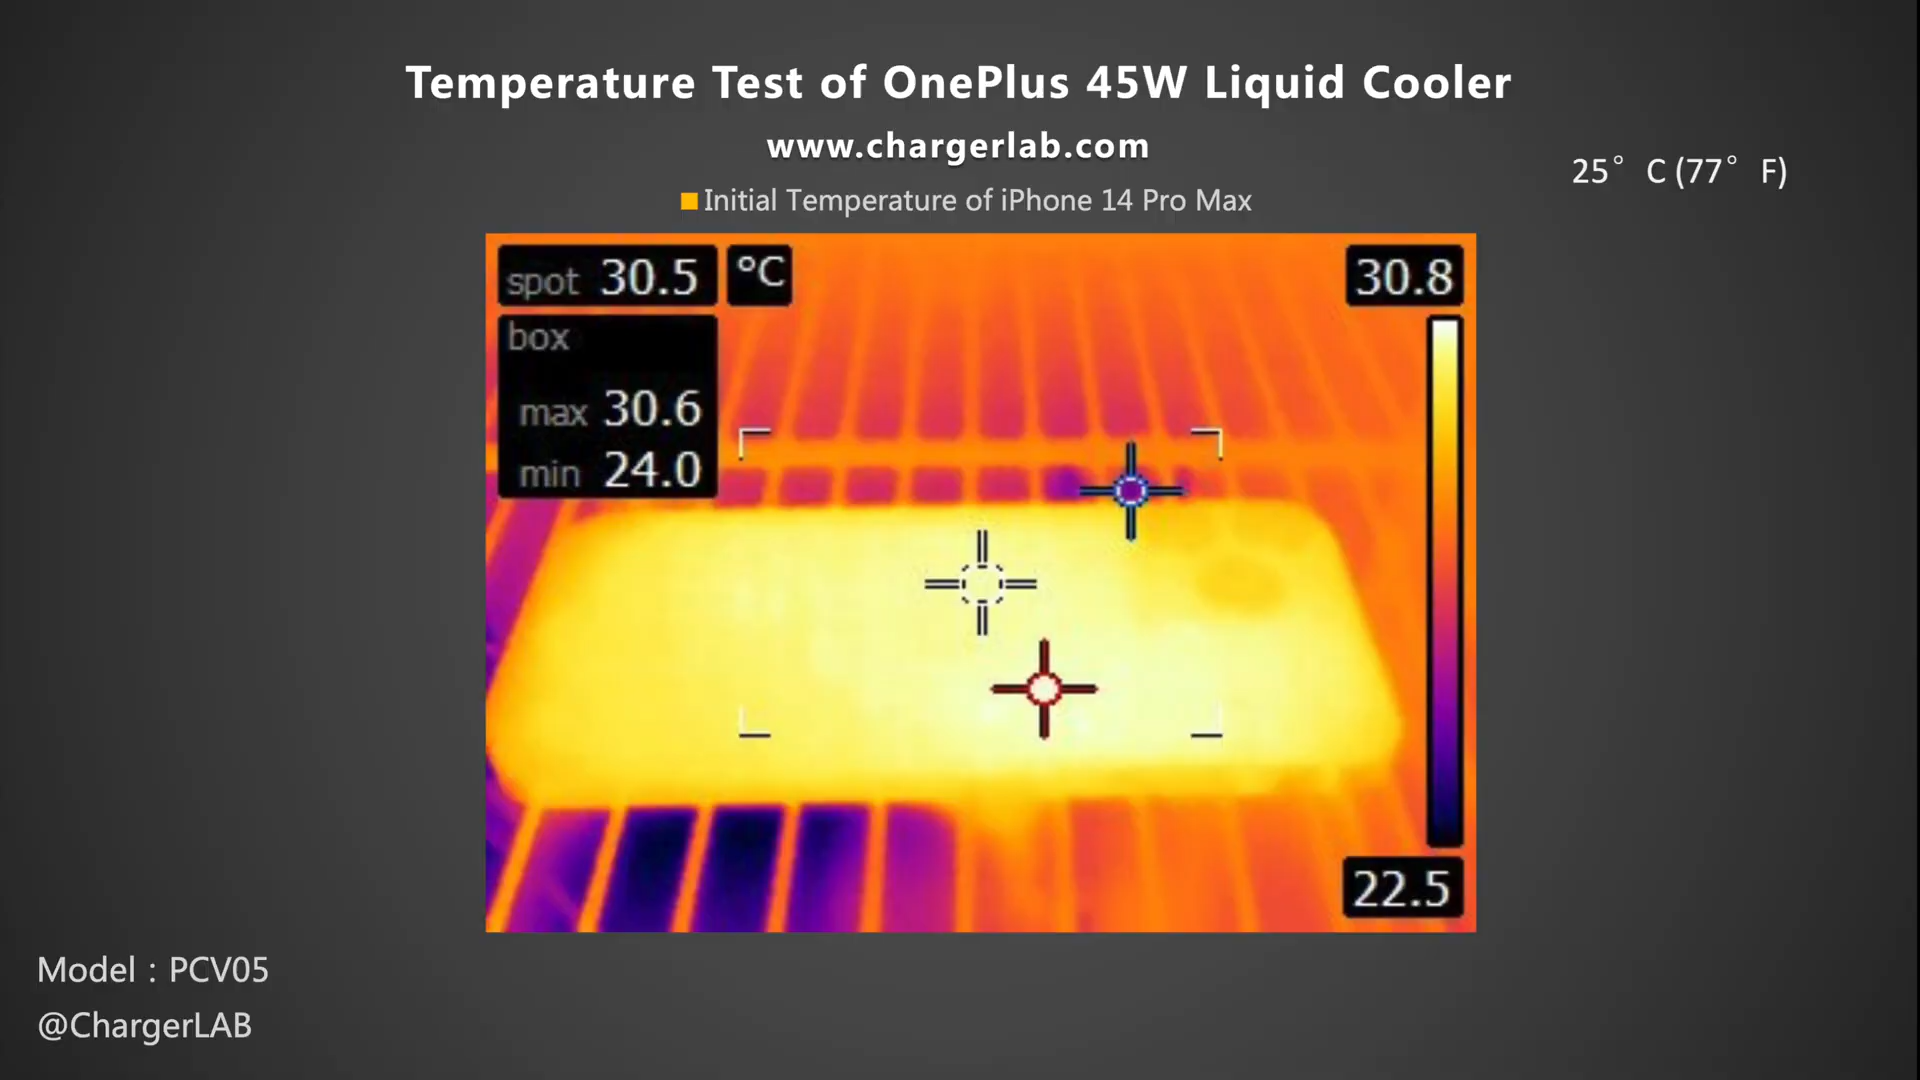 Temperature Test of OnePlus 45W Liquid Cooler
www.chargerlab.com
25° C (77° F)
Initial Temperature of iPhone 14 Pro Max
spot 30.5 °C
30.8
box
max 30.6
min 24.0
22.5
Model : PCV05
@ChargerLAB